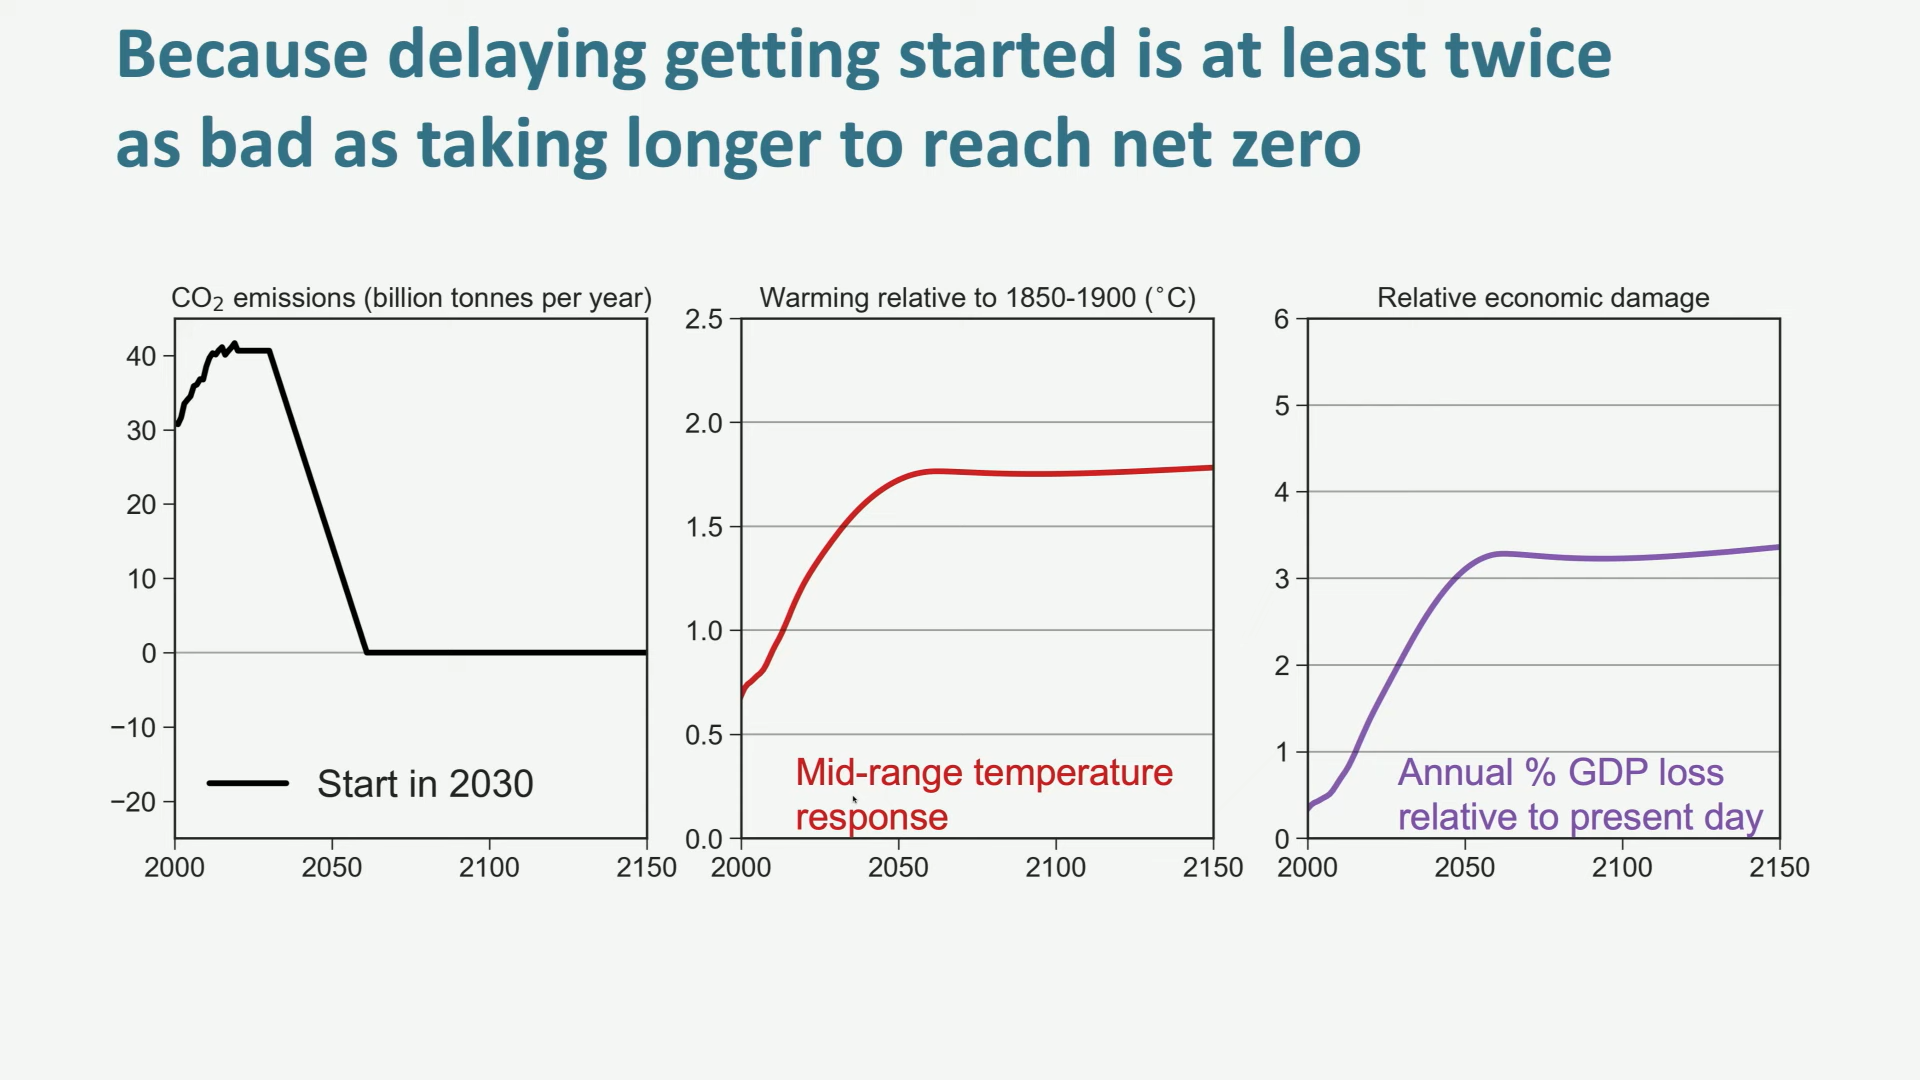 Because delaying getting started is at least twice
as bad as taking longer to reach net zero
CO₂ emissions (billion tonnes per year)
40
30
20
10
0
−10
−20
Start in 2030
2000 2050 2100 2150
Warming relative to 1850-1900 (°C)
2.5
2.0
1.5
1.0
0.5
0.0
Mid-range temperature
response
2000 2050 2100 2150
Relative economic damage
6
5
4
3
2
1
0
Annual % GDP loss
relative to present day
2000 2050 2100 2150